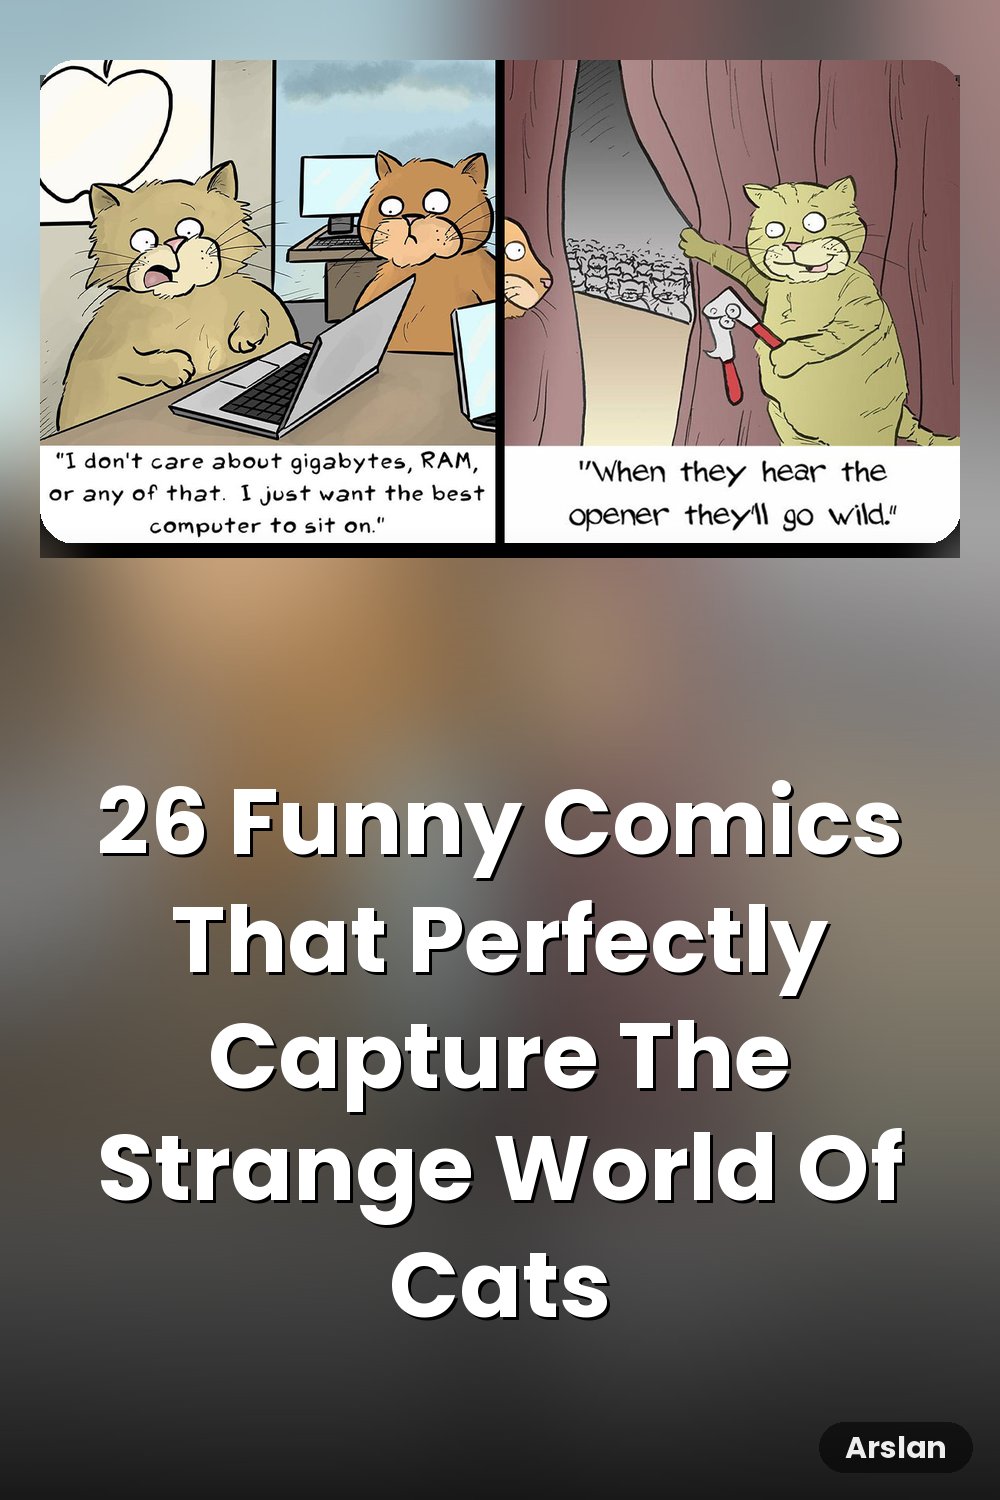 "I don't care about gigabytes, RAM,
or any of that. I just want the best
computer to sit on."
"When they hear the
opener they'll go wild."
26 Funny Comics
That Perfectly
Capture The
Strange World Of
Cats
Arslan